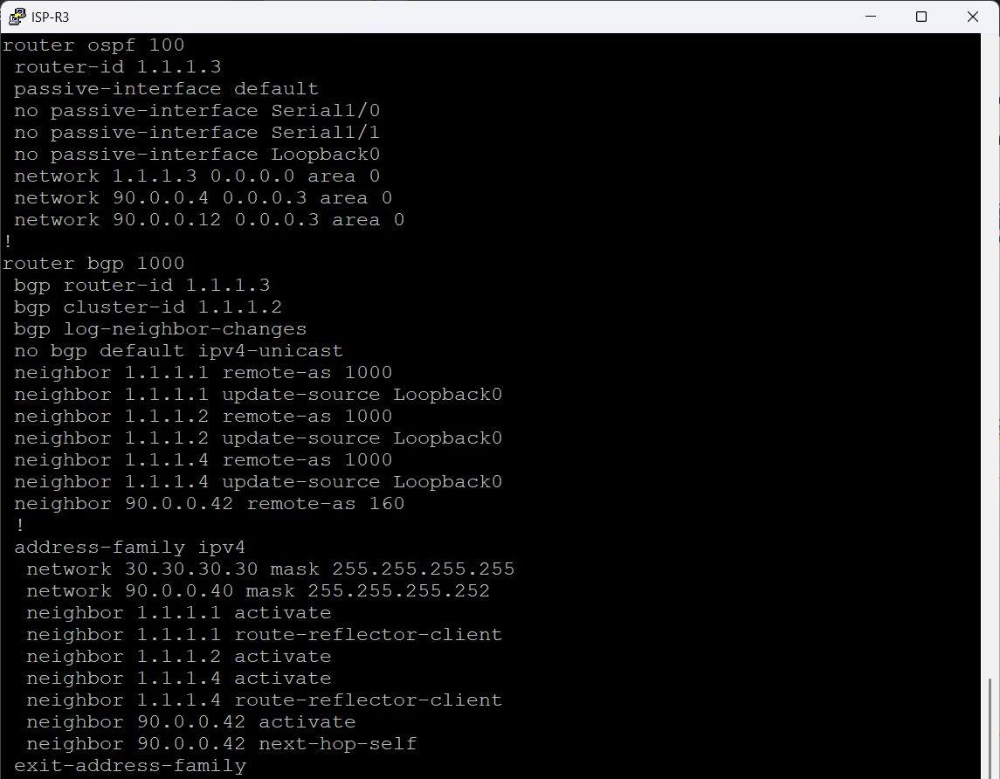 ISP-R3
router ospf 100
 router-id 1.1.1.3
 passive-interface default
 no passive-interface Serial1/0
 no passive-interface Serial1/1
 no passive-interface Loopback0
 network 1.1.1.3 0.0.0.0 area 0
 network 90.0.0.4 0.0.0.3 area 0
 network 90.0.0.12 0.0.0.3 area 0
!
router bgp 1000
 bgp router-id 1.1.1.3
 bgp cluster-id 1.1.1.2
 bgp log-neighbor-changes
 no bgp default ipv4-unicast
 neighbor 1.1.1.1 remote-as 1000
 neighbor 1.1.1.1 update-source Loopback0
 neighbor 1.1.1.2 remote-as 1000
 neighbor 1.1.1.2 update-source Loopback0
 neighbor 1.1.1.4 remote-as 1000
 neighbor 1.1.1.4 update-source Loopback0
 neighbor 90.0.0.42 remote-as 160
 !
 address-family ipv4
  network 30.30.30.30 mask 255.255.255.255
  network 90.0.0.40 mask 255.255.255.252
  neighbor 1.1.1.1 activate
  neighbor 1.1.1.1 route-reflector-client
  neighbor 1.1.1.2 activate
  neighbor 1.1.1.4 activate
  neighbor 1.1.1.4 route-reflector-client
  neighbor 90.0.0.42 activate
  neighbor 90.0.0.42 next-hop-self
 exit-address-family